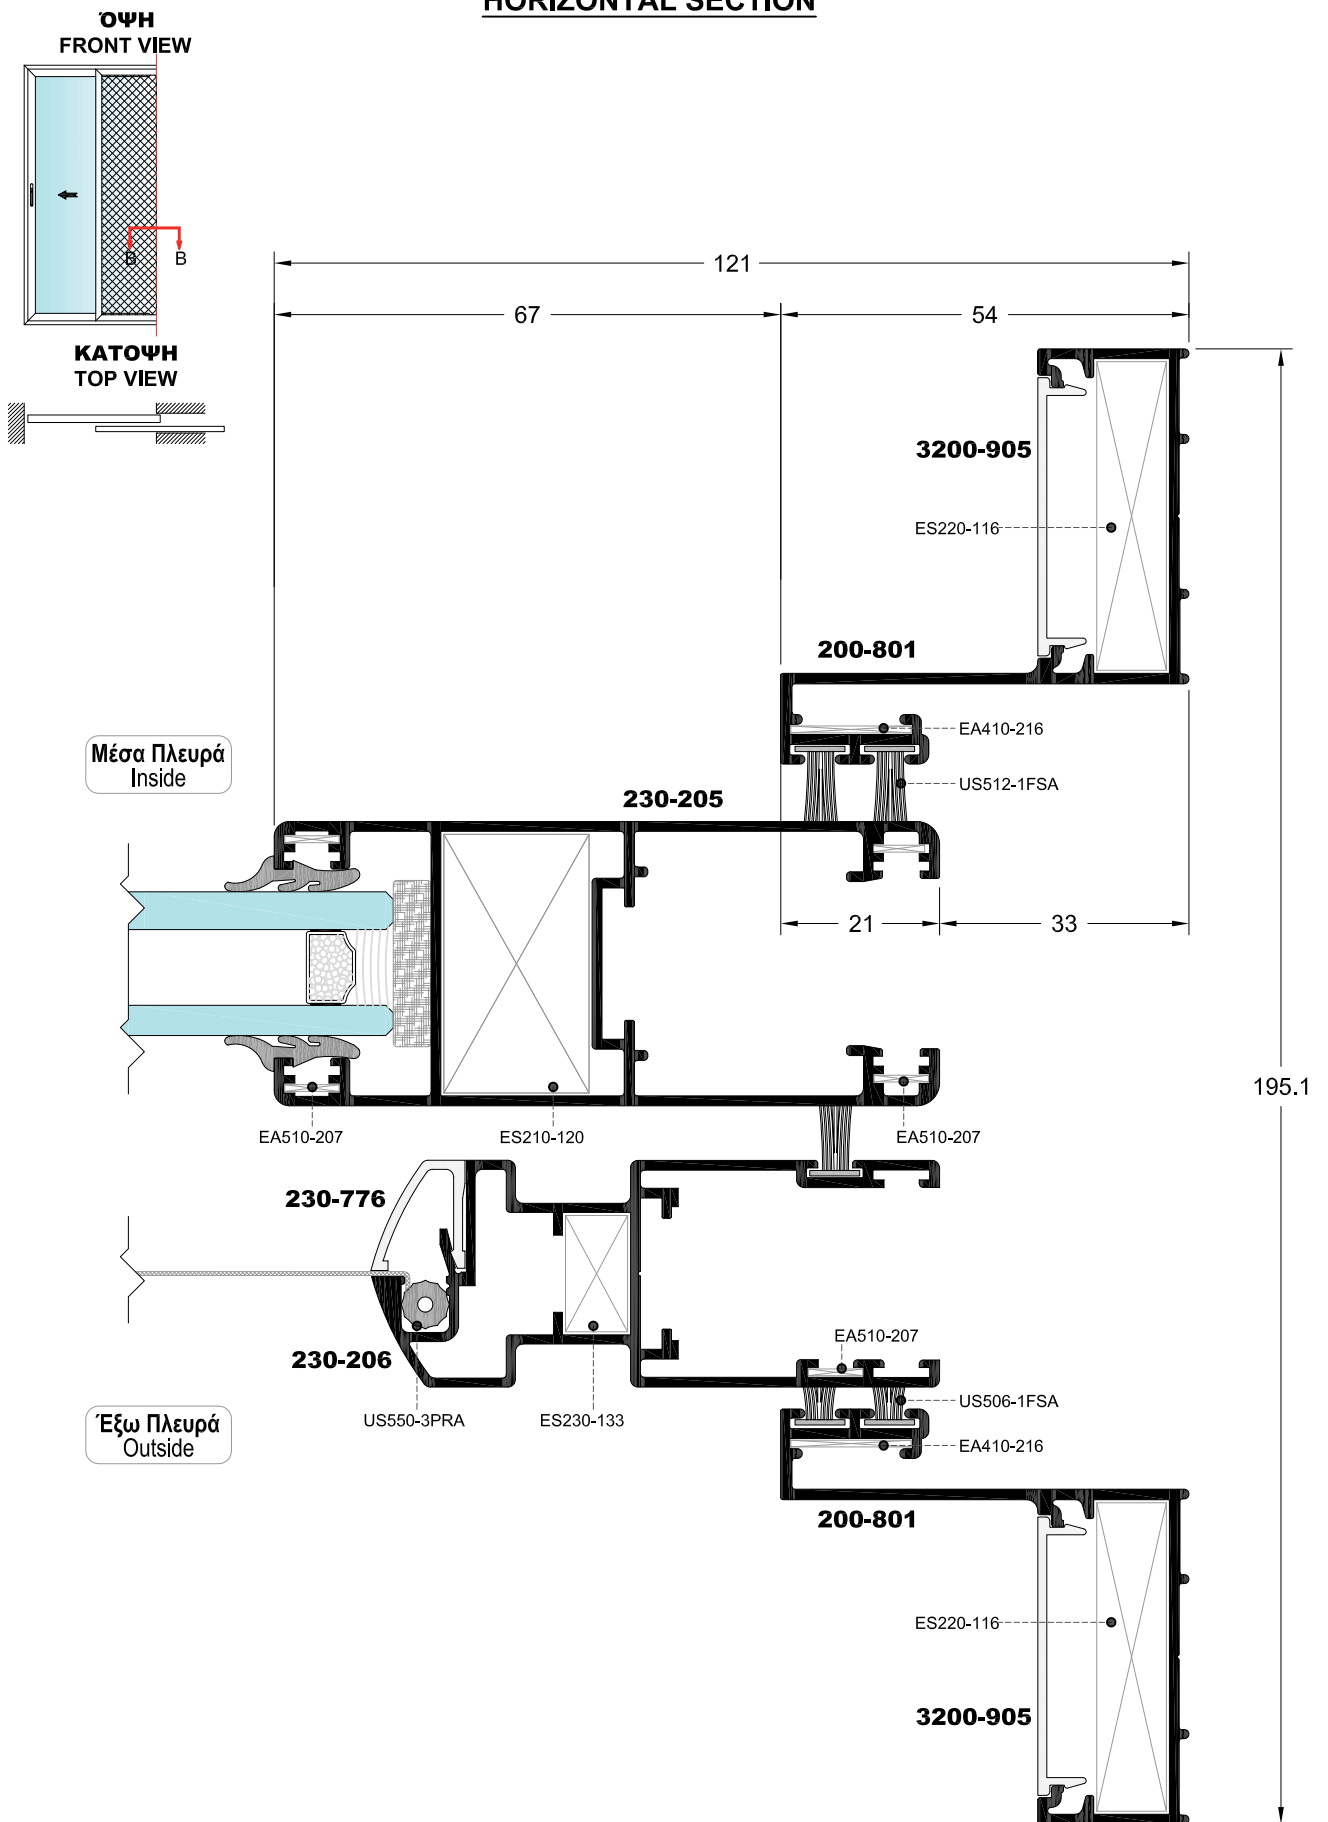 HORIZONTAL SECTION
ΌΨΗ
FRONT VIEW
B
B
ΚΑΤΟΨΗ
TOP VIEW
121
67
54
3200-905
ES220-116
200-801
EA410-216
Μέσα Πλευρά
Inside
US512-1FSA
230-205
21
33
195.1
EA510-207
ES210-120
EA510-207
230-776
EA510-207
230-206
US550-3PRA
ES230-133
US506-1FSA
Έξω Πλευρά
Outside
EA410-216
200-801
ES220-116
3200-905